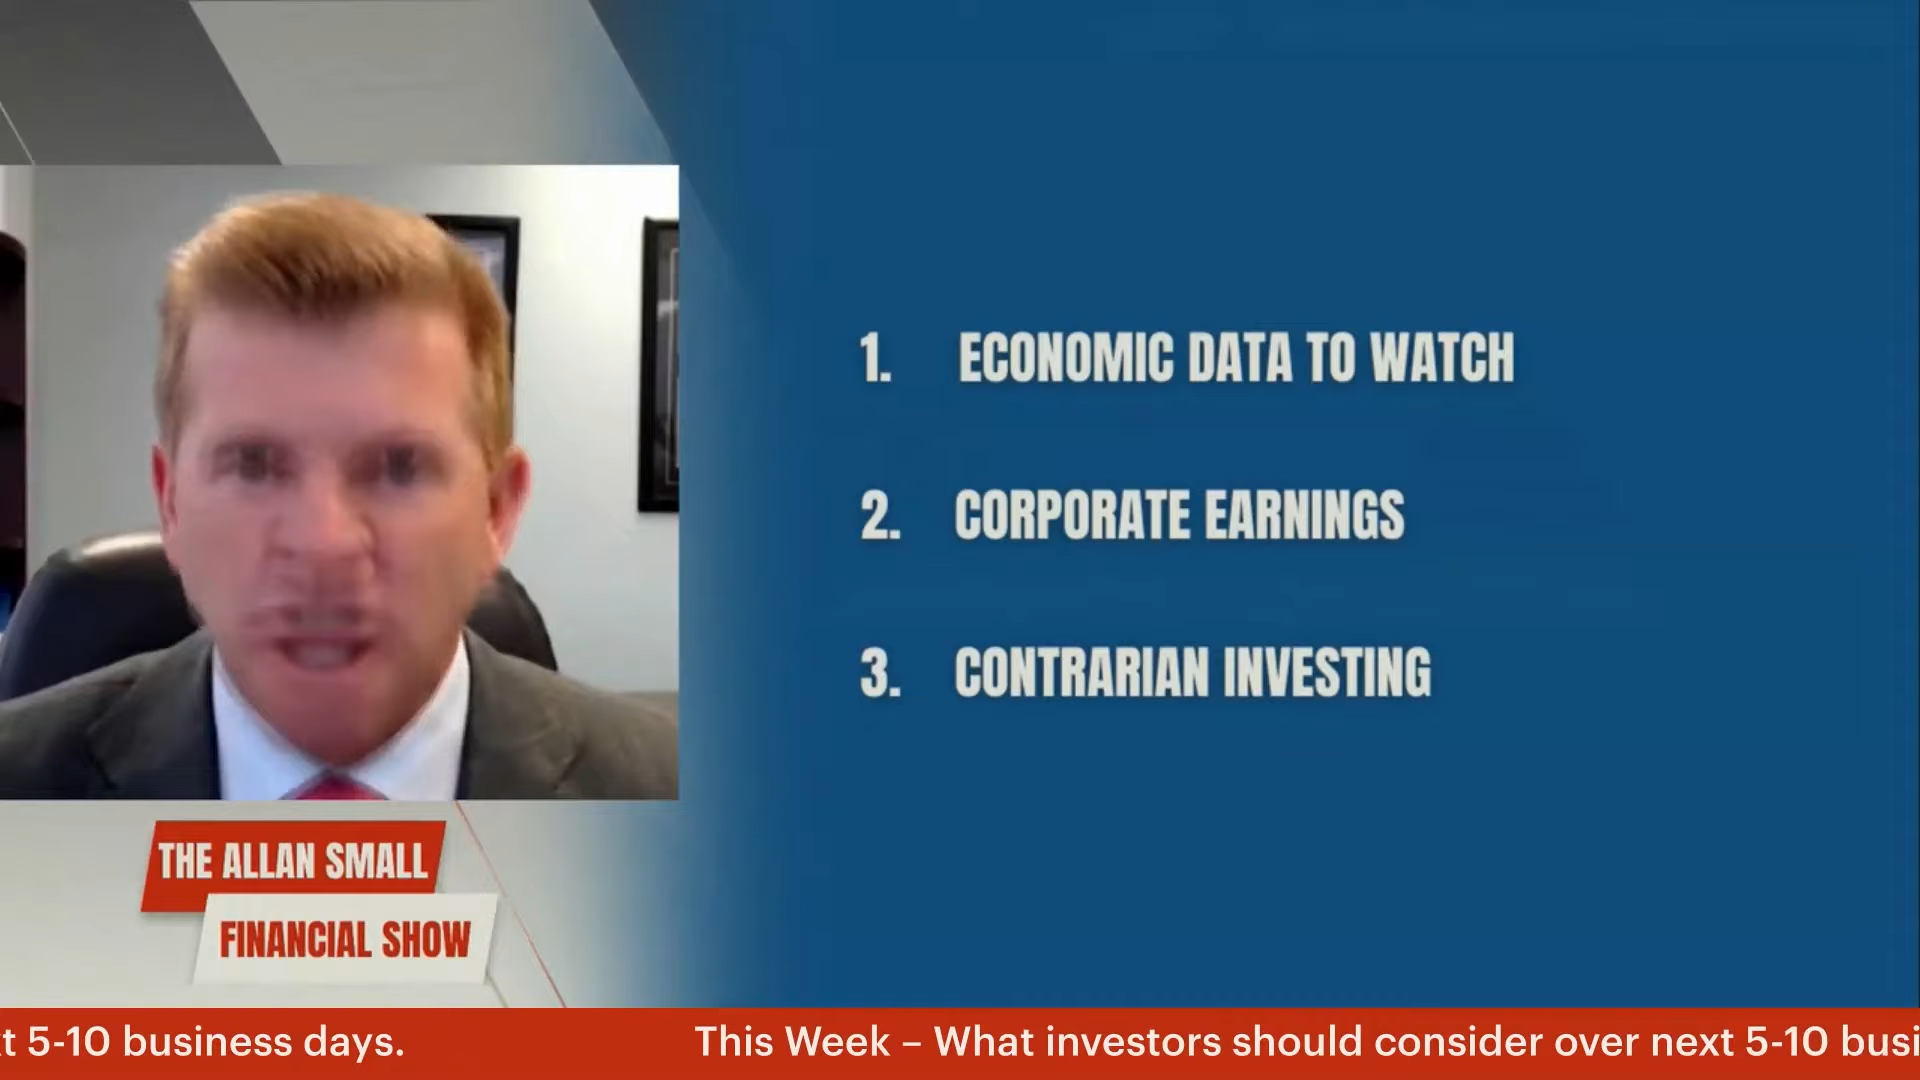 1. ECONOMIC DATA TO WATCH
2. CORPORATE EARNINGS
3. CONTRARIAN INVESTING
THE ALLAN SMALL
FINANCIAL SHOW
t 5-10 business days. This Week – What investors should consider over next 5-10 busi